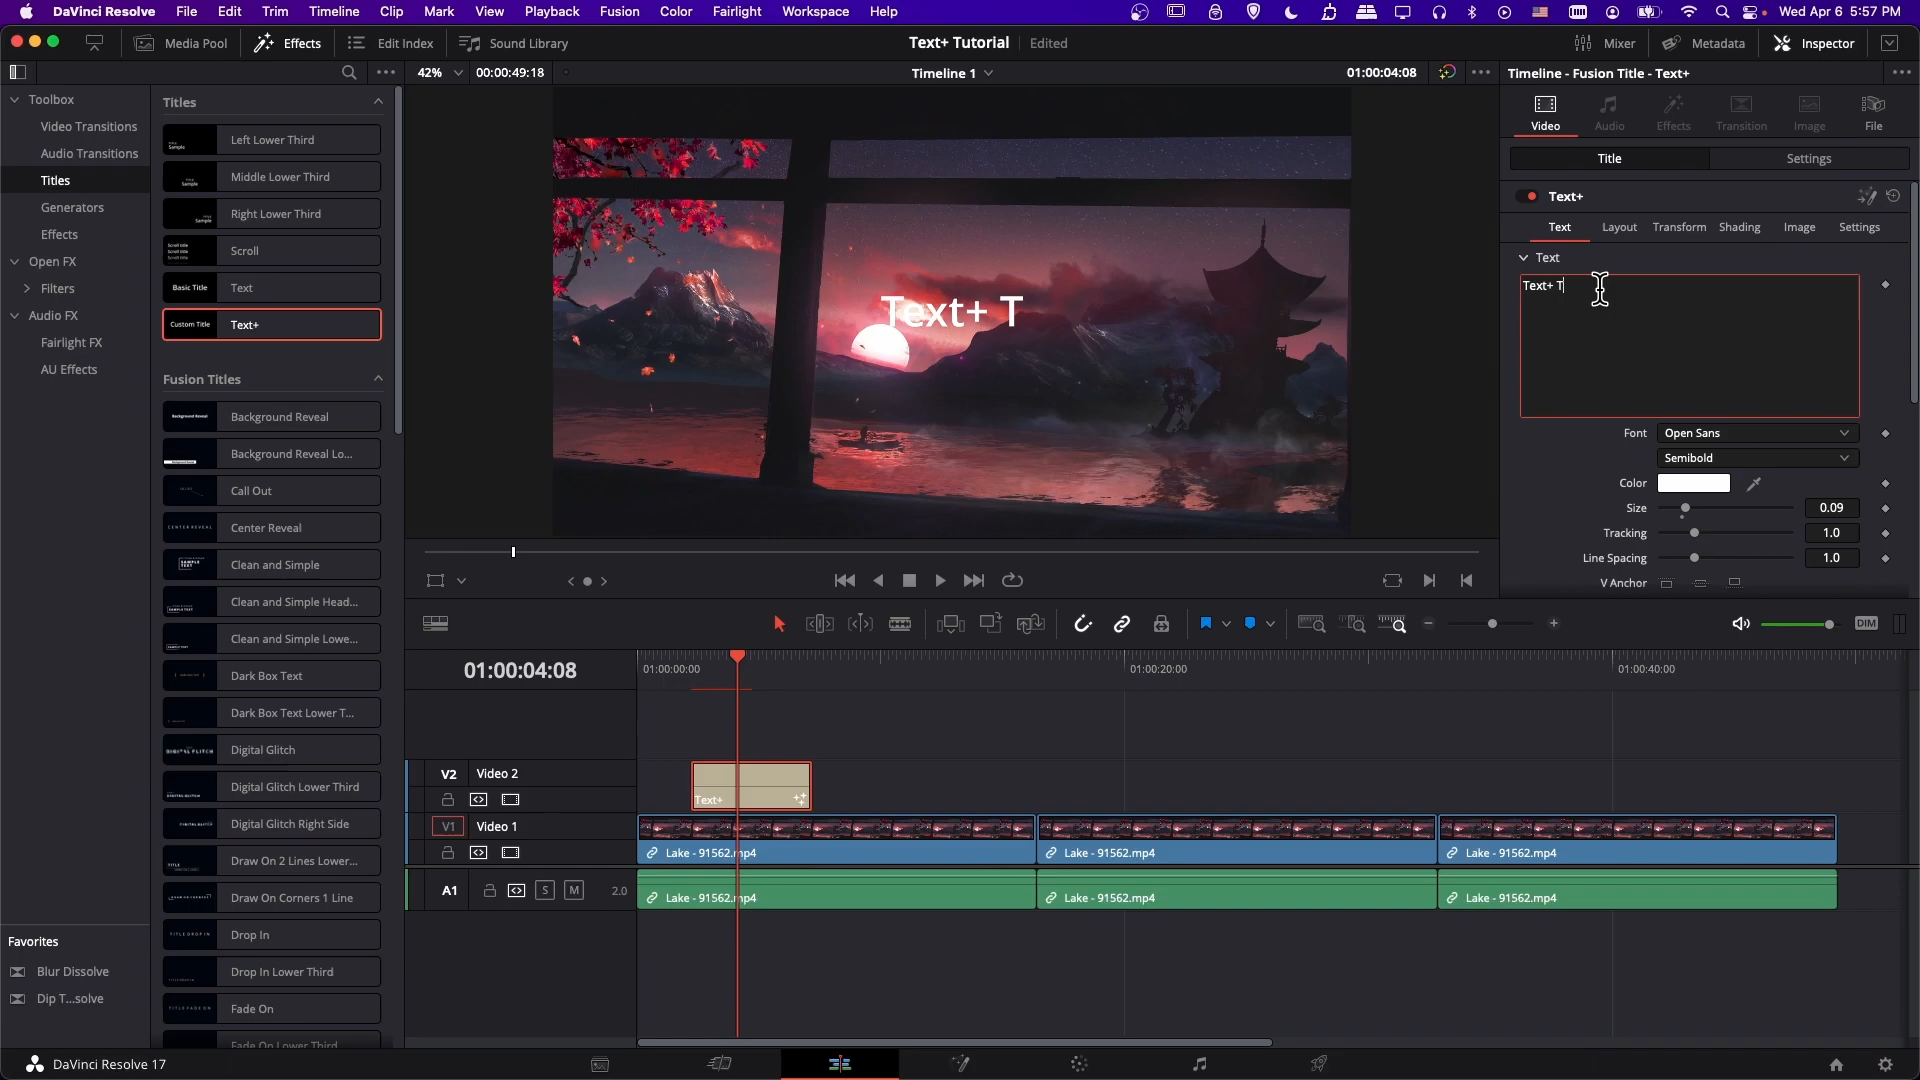 DaVinci Resolve File Edit Trim Timeline Clip Mark View Playback Fusion Color Fairlight Workspace Help Wed Apr 6 5:57 PM
Media Pool Effects Edit Index Sound Library Text+ Tutorial Edited Mixer Metadata Inspector
42% 00:00:49:18 Timeline 1 01:00:04:08 Timeline - Fusion Title - Text+
Toolbox
Video Transitions
Audio Transitions
Titles
Generators
Effects
Open FX
Filters
Audio FX
Fairlight FX
AU Effects
Favorites
Blur Dissolve
Dip T...solve
Titles
Left Lower Third
Middle Lower Third
Right Lower Third
Scroll
Basic Title Text
Custom Title Text+
Fusion Titles
Background Reveal
Background Reveal Lo...
Call Out
Center Reveal
Clean and Simple
Clean and Simple Head...
Clean and Simple Lowe...
Dark Box Text
Dark Box Text Lower T...
Digital Glitch
Digital Glitch Lower Third
Digital Glitch Right Side
Draw On 2 Lines Lower...
Draw On Corners 1 Line
Drop In
Drop In Lower Third
Fade On
Fade On Lower Third
Text+ T
Video Audio Effects Transition Image File
Title Settings
Text+
Text Layout Transform Shading Image Settings
Text
Text+ T
Font Open Sans
Semibold
Color
Size 0.09
Tracking 1.0
Line Spacing 1.0
V Anchor
DIM
01:00:04:08 01:00:00:00 01:00:20:00 01:00:40:00
V2 Video 2
Text+
V1 Video 1
Lake - 91562.mp4 Lake - 91562.mp4 Lake - 91562.mp4
A1 S M 2.0
Lake - 91562.mp4 Lake - 91562.mp4 Lake - 91562.mp4
DaVinci Resolve 17